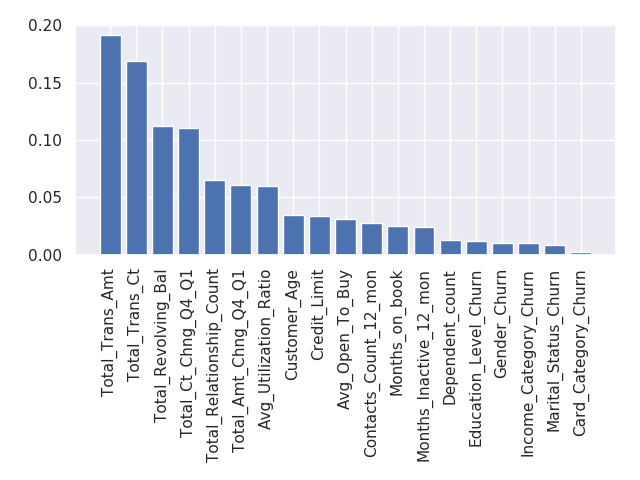 0.20
0.15
0.10
0.05
0.00
Total_Trans_Amt
Total_Trans_Ct
Total_Revolving_Bal
Total_Ct_Chng_Q4_Q1
Total_Relationship_Count
Total_Amt_Chng_Q4_Q1
Avg_Utilization_Ratio
Customer_Age
Credit_Limit
Avg_Open_To_Buy
Contacts_Count_12_mon
Months_on_book
Months_Inactive_12_mon
Dependent_count
Education_Level_Churn
Gender_Churn
Income_Category_Churn
Marital_Status_Churn
Card_Category_Churn